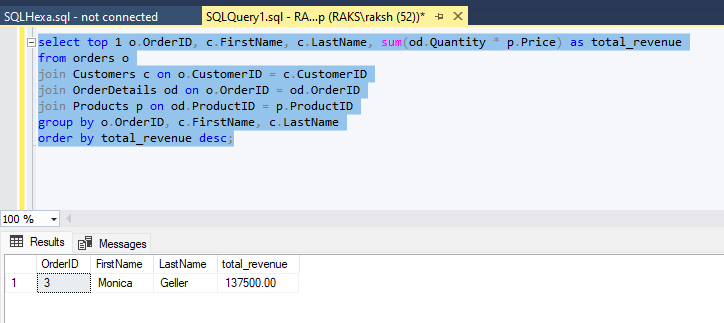 SQLHexa.sql - not connected
SQLQuery1.sql - RA...p (RAKS\raksh (52))*
select top 1 o.OrderID, c.FirstName, c.LastName, sum(od.Quantity * p.Price) as total_revenue
from orders o
join Customers c on o.CustomerID = c.CustomerID
join OrderDetails od on o.OrderID = od.OrderID
join Products p on od.ProductID = p.ProductID
group by o.OrderID, c.FirstName, c.LastName
order by total_revenue desc;
100 %
Results Messages
OrderID FirstName LastName total_revenue
1 3 Monica Geller 137500.00